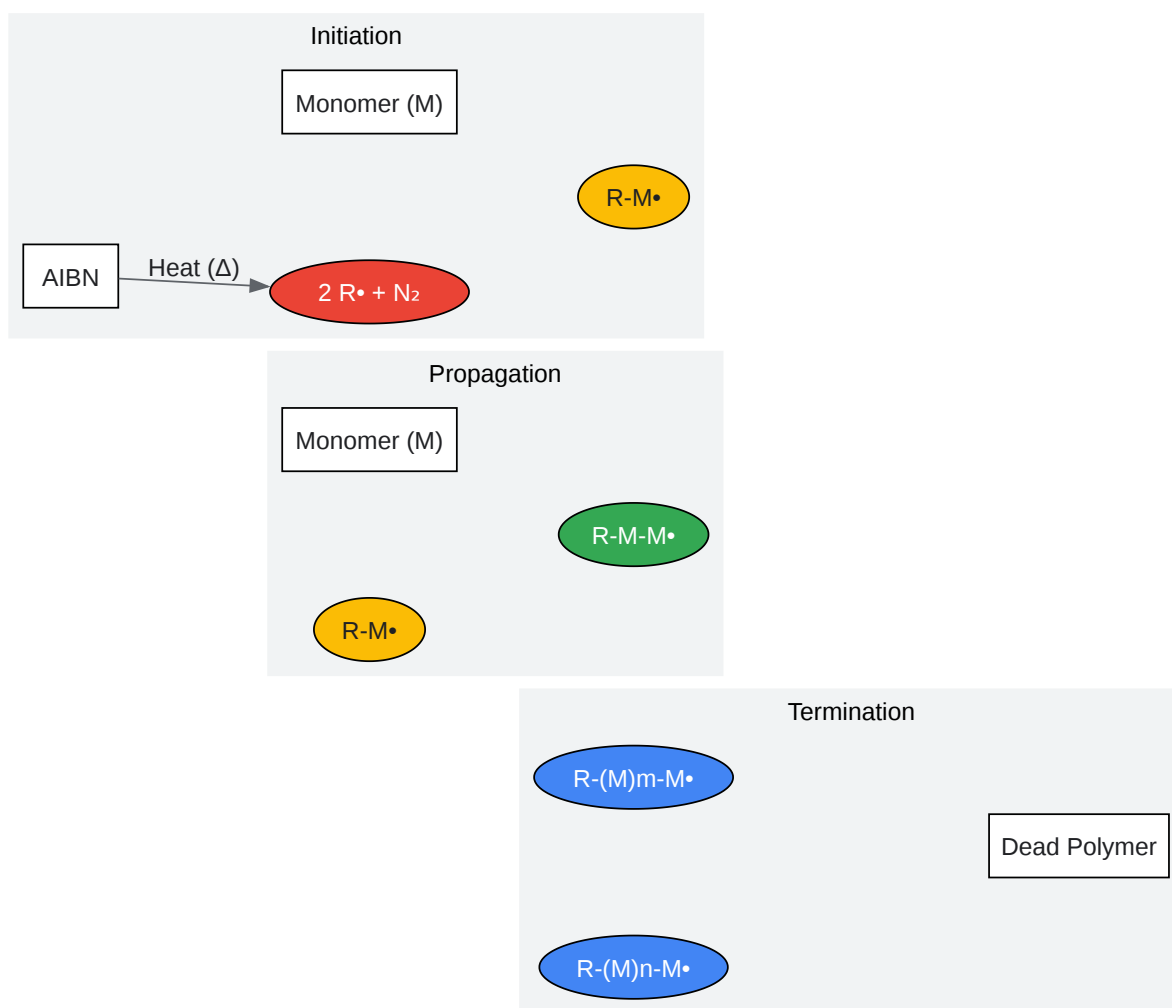 Initiation
Monomer (M)
R-M•
AIBN
Heat (Δ)
2 R• + N₂
Propagation
Monomer (M)
R-M-M•
R-M•
Termination
R-(M)m-M•
Dead Polymer
R-(M)n-M•